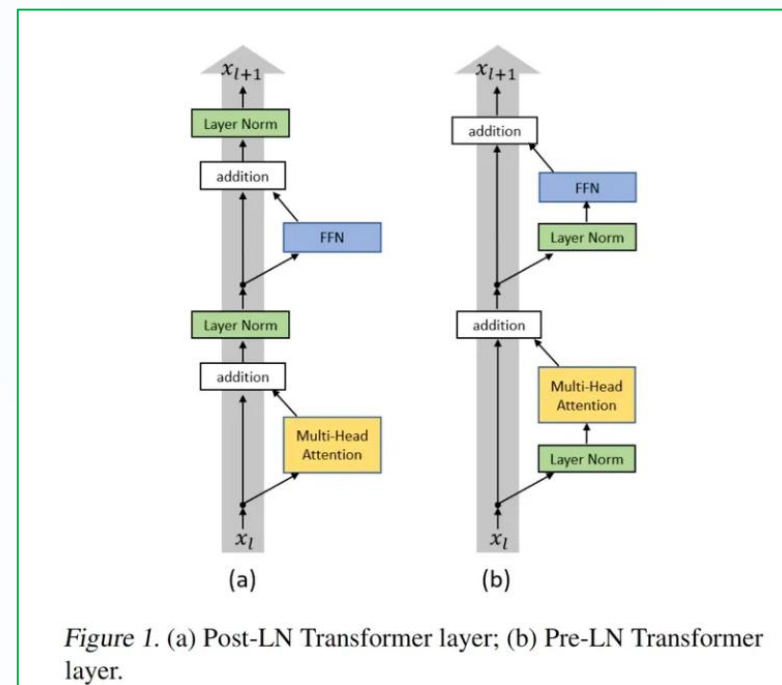 x_{l+1}
Layer Norm
addition
FFN
Layer Norm
addition
Multi-Head
Attention
x_l
(a)
x_{l+1}
addition
FFN
Layer Norm
addition
Multi-Head
Attention
Layer Norm
x_l
(b)
Figure 1. (a) Post-LN Transformer layer; (b) Pre-LN Transformer
layer.